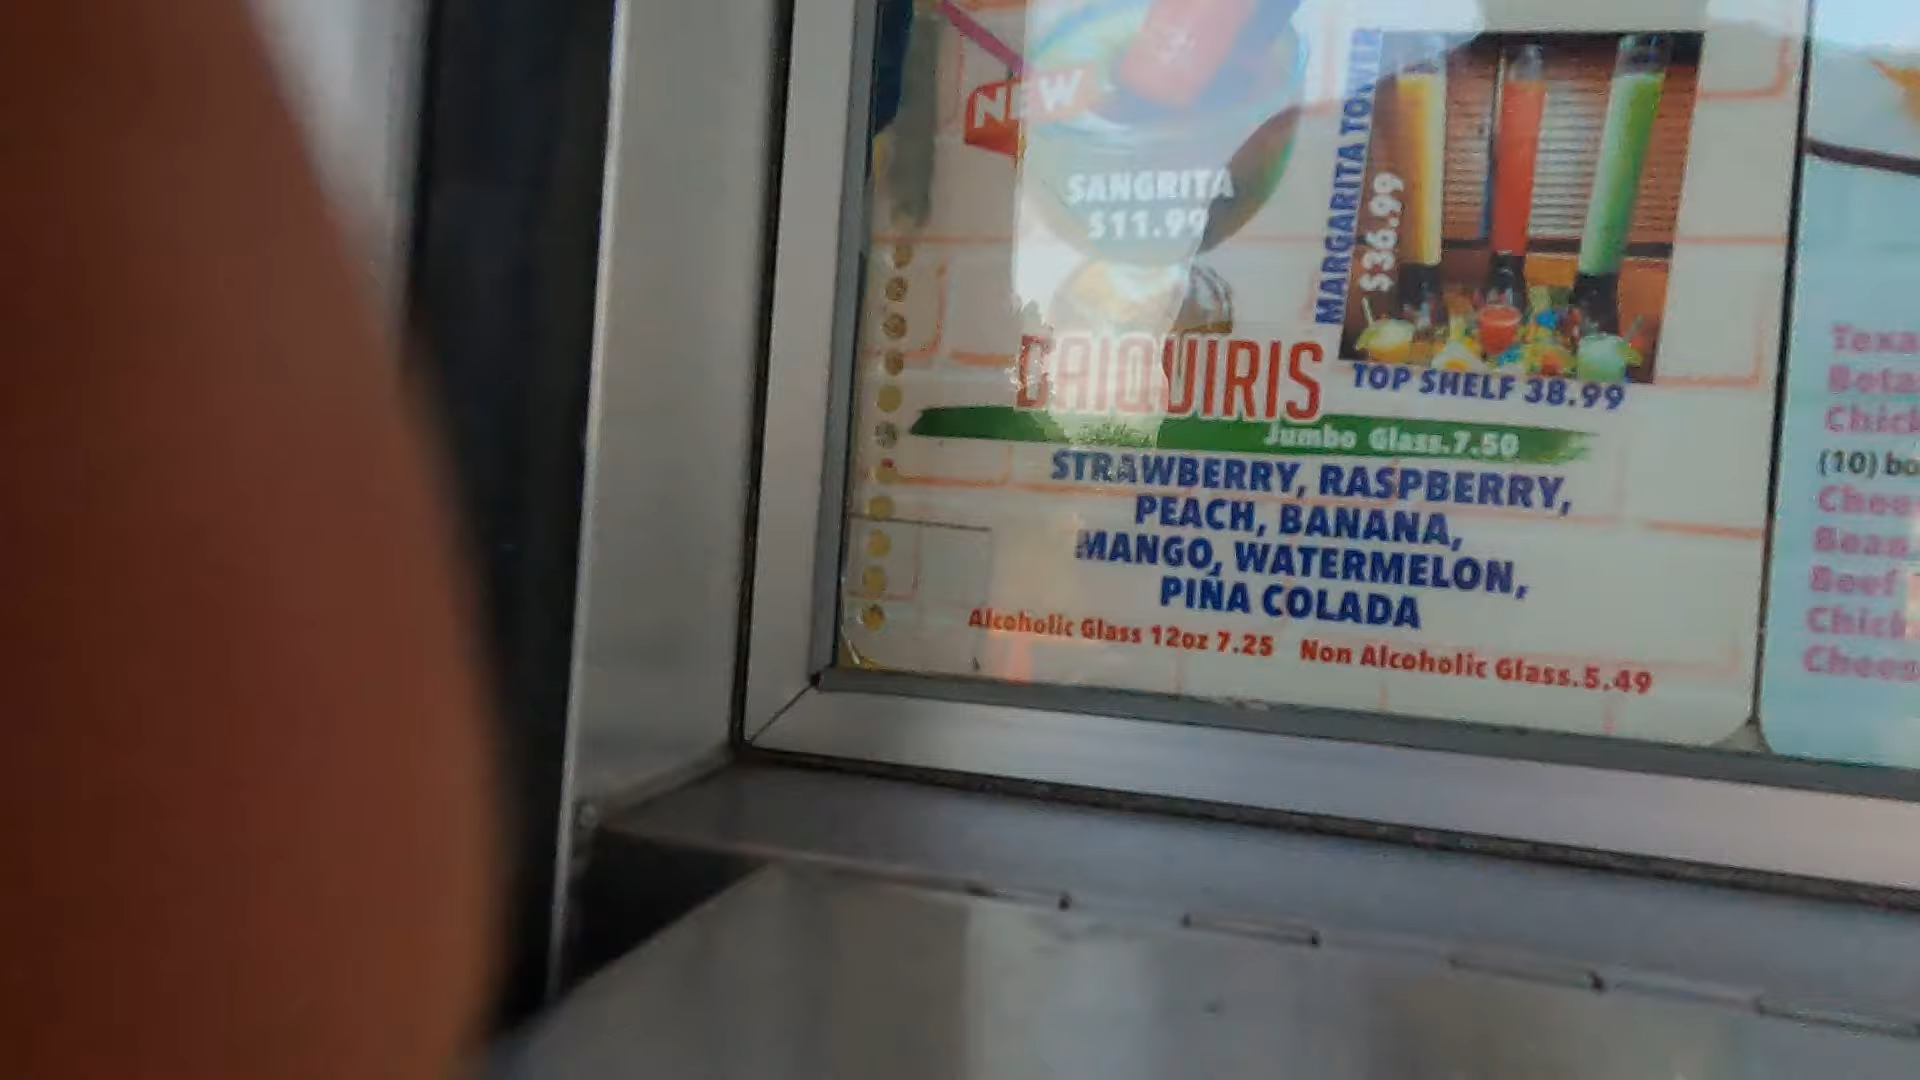 NEW
SANGRITA
$11.99
MARGARITA TOWER
$36.99
TOP SHELF 38.99
DAIQUIRIS
Jumbo Glass.7.50
STRAWBERRY, RASPBERRY,
PEACH, BANANA,
MANGO, WATERMELON,
PIÑA COLADA
Alcoholic Glass 12oz 7.25 Non Alcoholic Glass.5.49
(10)
Beef